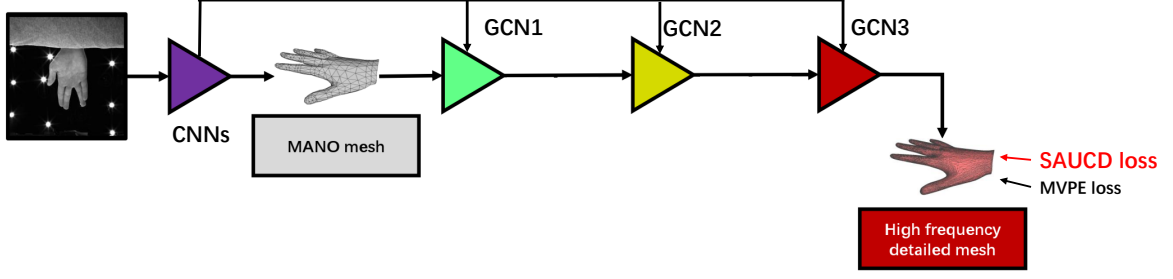 GCN1
GCN2
GCN3
CNNs
MANO mesh
SAUCD loss
MVPE loss
High frequency
detailed mesh